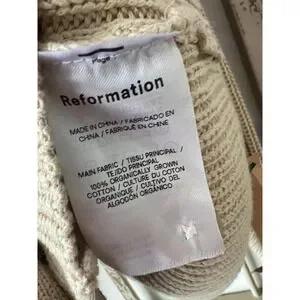 Reformation
MADE IN CHINA / FABRICADO EN
CHINA / FABRIQUÉ EN CHINE
MAIN FABRIC / TISSU PRINCIPAL /
TEJIDO PRINCIPAL
100% ORGANICALLY GROWN
COTTON / CULTURE DU COTON
ORGANIQUE / CULTIVO DEL
ALGODÓN ORGÁNICO